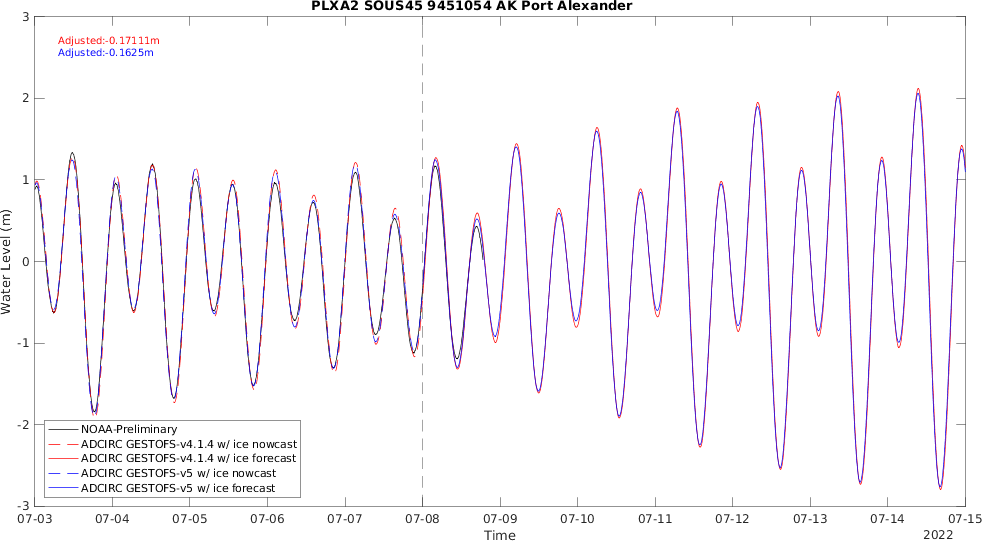 PLXA2 SOUS45 9451054 AK Port Alexander
3
2
1
0
-1
-2
-3
Water Level (m)
Adjusted:-0.17111m
Adjusted:-0.1625m
NOAA-Preliminary
ADCIRC GESTOFS-v4.1.4 w/ ice nowcast
ADCIRC GESTOFS-v4.1.4 w/ ice forecast
ADCIRC GESTOFS-v5 w/ ice nowcast
ADCIRC GESTOFS-v5 w/ ice forecast
07-03 07-04 07-05 07-06 07-07 07-08 07-09 07-10 07-11 07-12 07-13 07-14 07-15
Time
2022